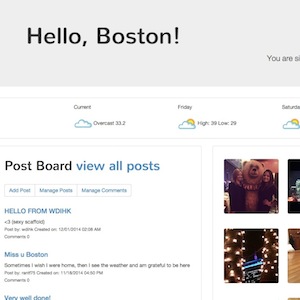 Hello, Boston!
You are si
Current
Friday
Saturda
Overcast 33.2
High: 39 Low: 29
Hig
Post Board view all posts
Add Post
Manage Posts
Manage Comments
HELLO FROM WDIHK
<3 (sexy scaffold)
Post by: wdihk Created on: 12/01/2014 02:08 AM
Comments 0
Miss u Boston
Sometimes I wish I were home, then I see the weather and am grateful to be here
Post by: Created on: 11/18/2014 04:50 PM
Comments 0
Very well done!